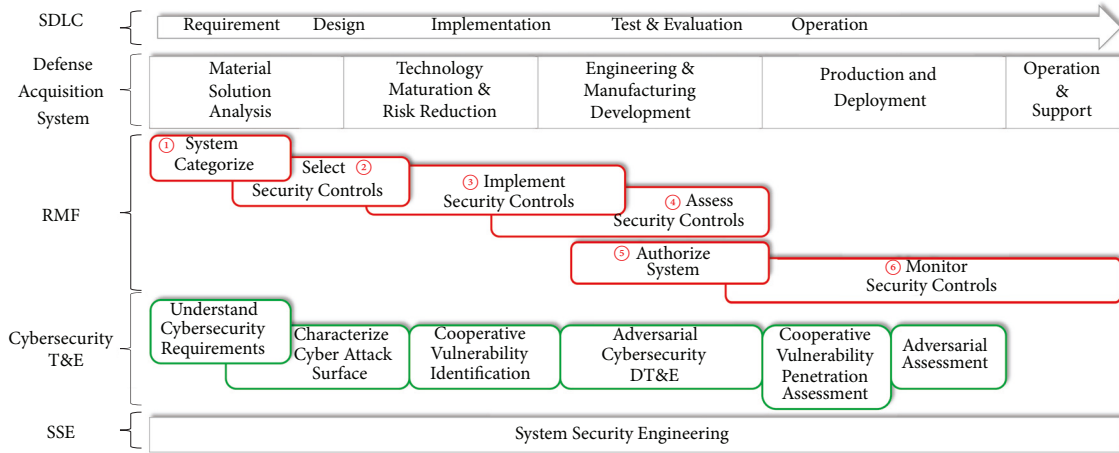 SDLC
Requirement Design Implementation Test & Evaluation Operation
Defense
Acquisition
System
Material
Solution
Analysis
Technology
Maturation &
Risk Reduction
Engineering &
Manufacturing
Development
Production and
Deployment
Operation
&
Support
RMF
① System
Categorize
Select ②
Security Controls
③ Implement
Security Controls
④ Assess
Security Controls
⑤ Authorize
System
⑥ Monitor
Security Controls
Cybersecurity
T&E
Understand
Cybersecurity
Requirements
Characterize
Cyber Attack
Surface
Cooperative
Vulnerability
Identification
Adversarial
Cybersecurity
DT&E
Cooperative
Vulnerability
Penetration
Assessment
Adversarial
Assessment
SSE
System Security Engineering